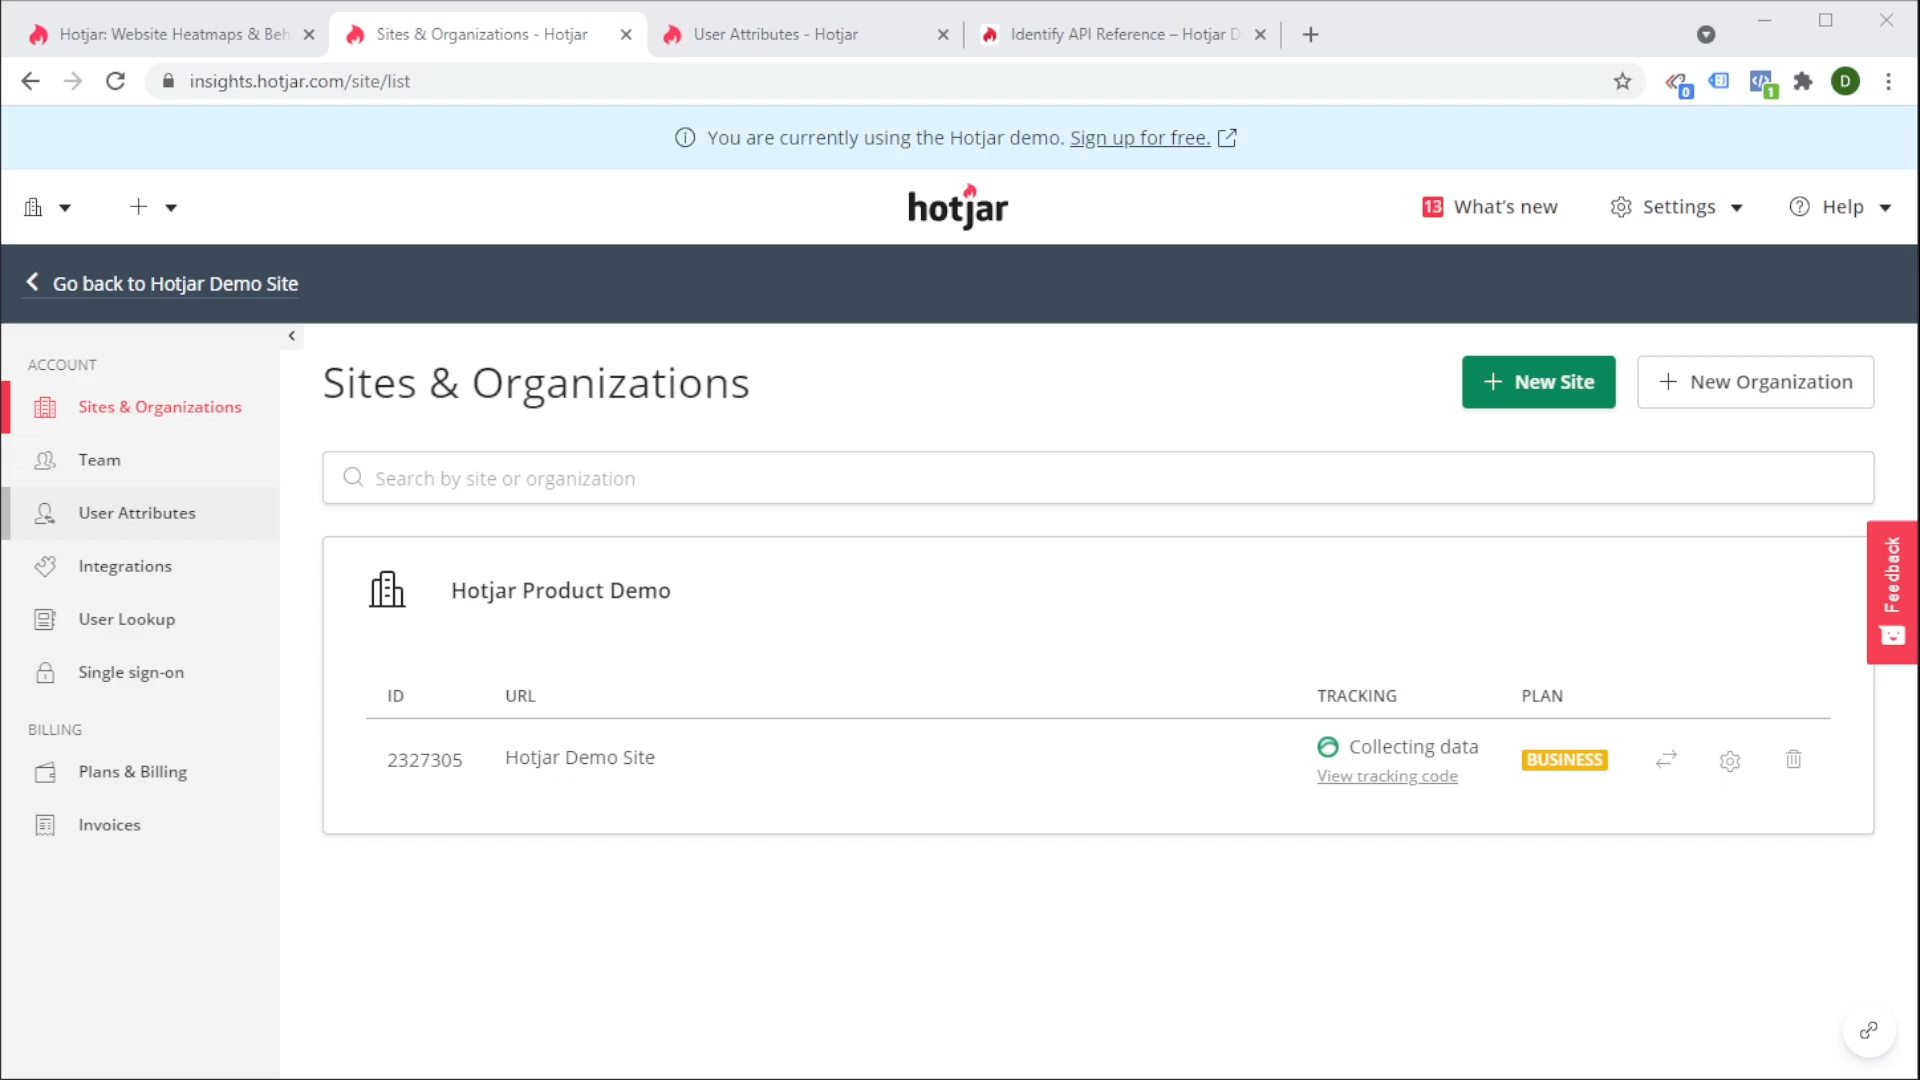 Hotjar: Website Heatmaps & Beh
Sites & Organizations - Hotjar
User Attributes - Hotjar
Identify API Reference – Hotjar D
insights.hotjar.com/site/list
0
1
D
You are currently using the Hotjar demo. Sign up for free.
hotjar
13 What's new
Settings
Help
Go back to Hotjar Demo Site
ACCOUNT
Sites & Organizations
Team
User Attributes
Integrations
User Lookup
Single sign-on
BILLING
Plans & Billing
Invoices
Sites & Organizations
New Site
New Organization
Search by site or organization
Hotjar Product Demo
ID URL TRACKING PLAN
2327305 Hotjar Demo Site Collecting data BUSINESS
View tracking code
Feedback